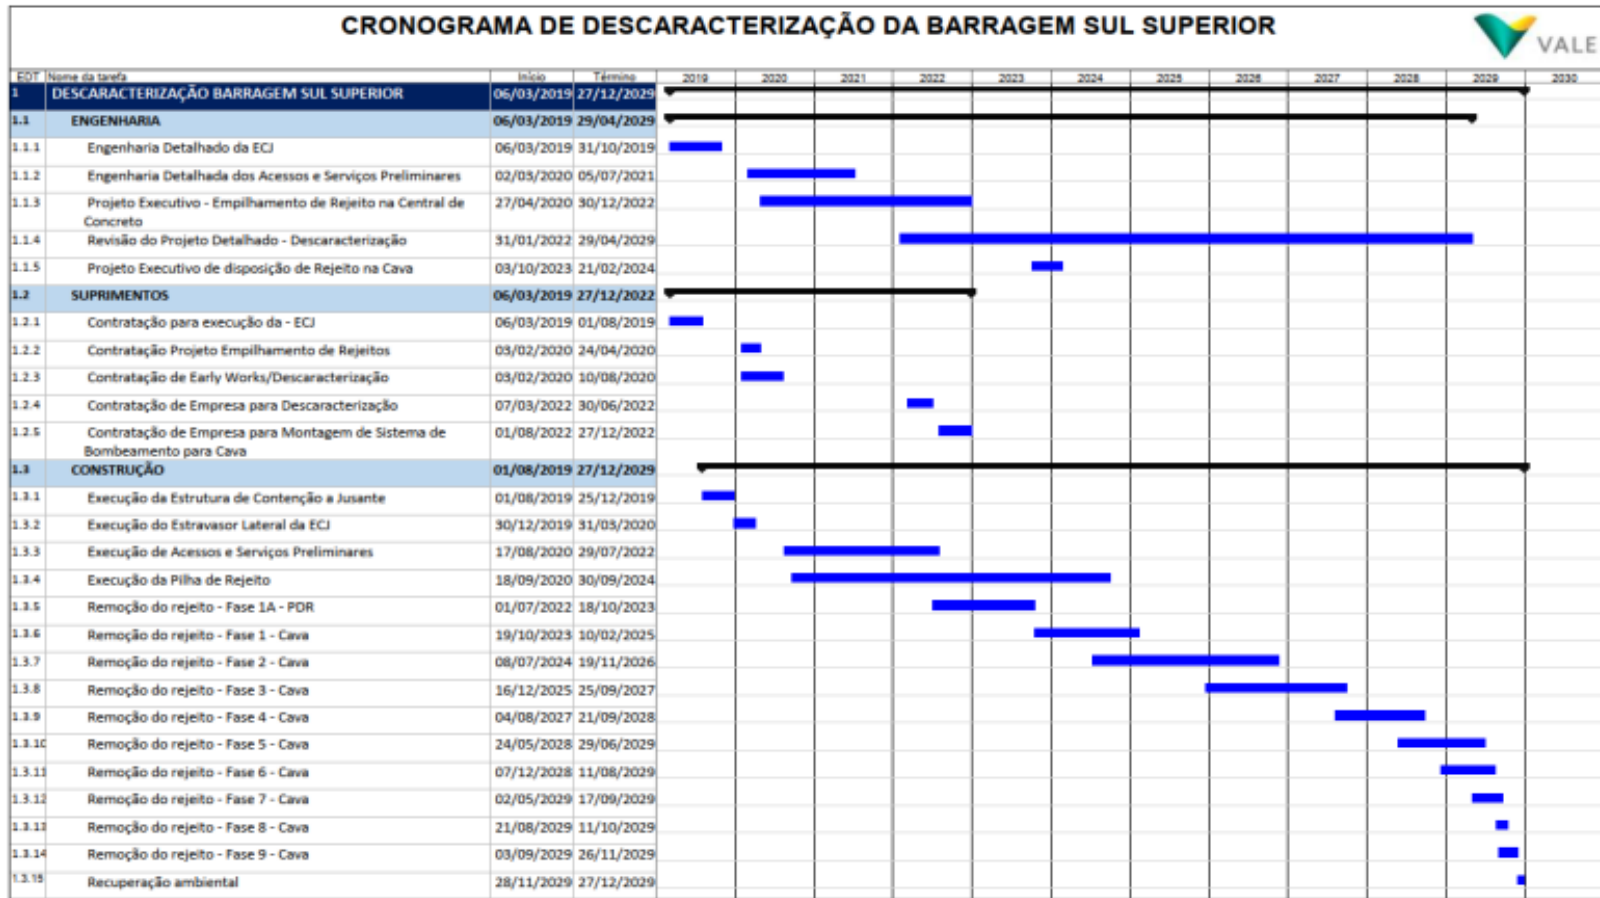 CRONOGRAMA DE DESCARACTERIZAÇÃO DA BARRAGEM SUL SUPERIOR
VALE
EDT Nome da tarefa Início Término 2019 2020 2021 2022 2023 2024 2025 2026 2027 2028 2029 2030
1 DESCARACTERIZAÇÃO BARRAGEM SUL SUPERIOR 06/03/2019 27/12/2029
1.1 ENGENHARIA 06/03/2019 29/04/2029
1.1.1 Engenharia Detalhado da ECJ 06/03/2019 31/10/2019
1.1.2 Engenharia Detalhada dos Acessos e Serviços Preliminares 02/03/2020 05/07/2021
1.1.3 Projeto Executivo - Empilhamento de Rejeito na Central de 27/04/2020 30/12/2022
Concreto
1.1.4 Revisão do Projeto Detalhado - Descaracterização 31/01/2022 29/04/2029
1.1.5 Projeto Executivo de disposição de Rejeito na Cava 03/10/2023 21/02/2024
1.2 SUPRIMENTOS 06/03/2019 27/12/2022
1.2.1 Contratação para execução da - ECJ 06/03/2019 01/08/2019
1.2.2 Contratação Projeto Empilhamento de Rejeitos 03/02/2020 24/04/2020
1.2.3 Contratação de Early Works/Descaracterização 03/02/2020 10/08/2020
1.2.4 Contratação de Empresa para Descaracterização 07/03/2022 30/06/2022
1.2.5 Contratação de Empresa para Montagem de Sistema de 01/08/2022 27/12/2022
Bombeamento para Cava
1.3 CONSTRUÇÃO 01/08/2019 27/12/2029
1.3.1 Execução da Estrutura de Contenção a Jusante 01/08/2019 25/12/2019
1.3.2 Execução do Estravasor Lateral da ECJ 30/12/2019 31/03/2020
1.3.3 Execução de Acessos e Serviços Preliminares 17/08/2020 29/07/2022
1.3.4 Execução da Pilha de Rejeito 18/09/2020 30/09/2024
1.3.5 Remoção do rejeito - Fase 1A - PDR 01/07/2022 18/10/2023
1.3.6 Remoção do rejeito - Fase 1 - Cava 19/10/2023 10/02/2025
1.3.7 Remoção do rejeito - Fase 2 - Cava 08/07/2024 19/11/2026
1.3.8 Remoção do rejeito - Fase 3 - Cava 16/12/2025 25/09/2027
1.3.9 Remoção do rejeito - Fase 4 - Cava 04/08/2027 21/09/2028
1.3.10 Remoção do rejeito - Fase 5 - Cava 24/05/2028 29/06/2029
1.3.11 Remoção do rejeito - Fase 6 - Cava 07/12/2028 11/08/2029
1.3.12 Remoção do rejeito - Fase 7 - Cava 02/05/2029 17/09/2029
1.3.13 Remoção do rejeito - Fase 8 - Cava 21/08/2029 11/10/2029
1.3.14 Remoção do rejeito - Fase 9 - Cava 03/09/2029 26/11/2029
1.3.15 Recuperação ambiental 28/11/2029 27/12/2029